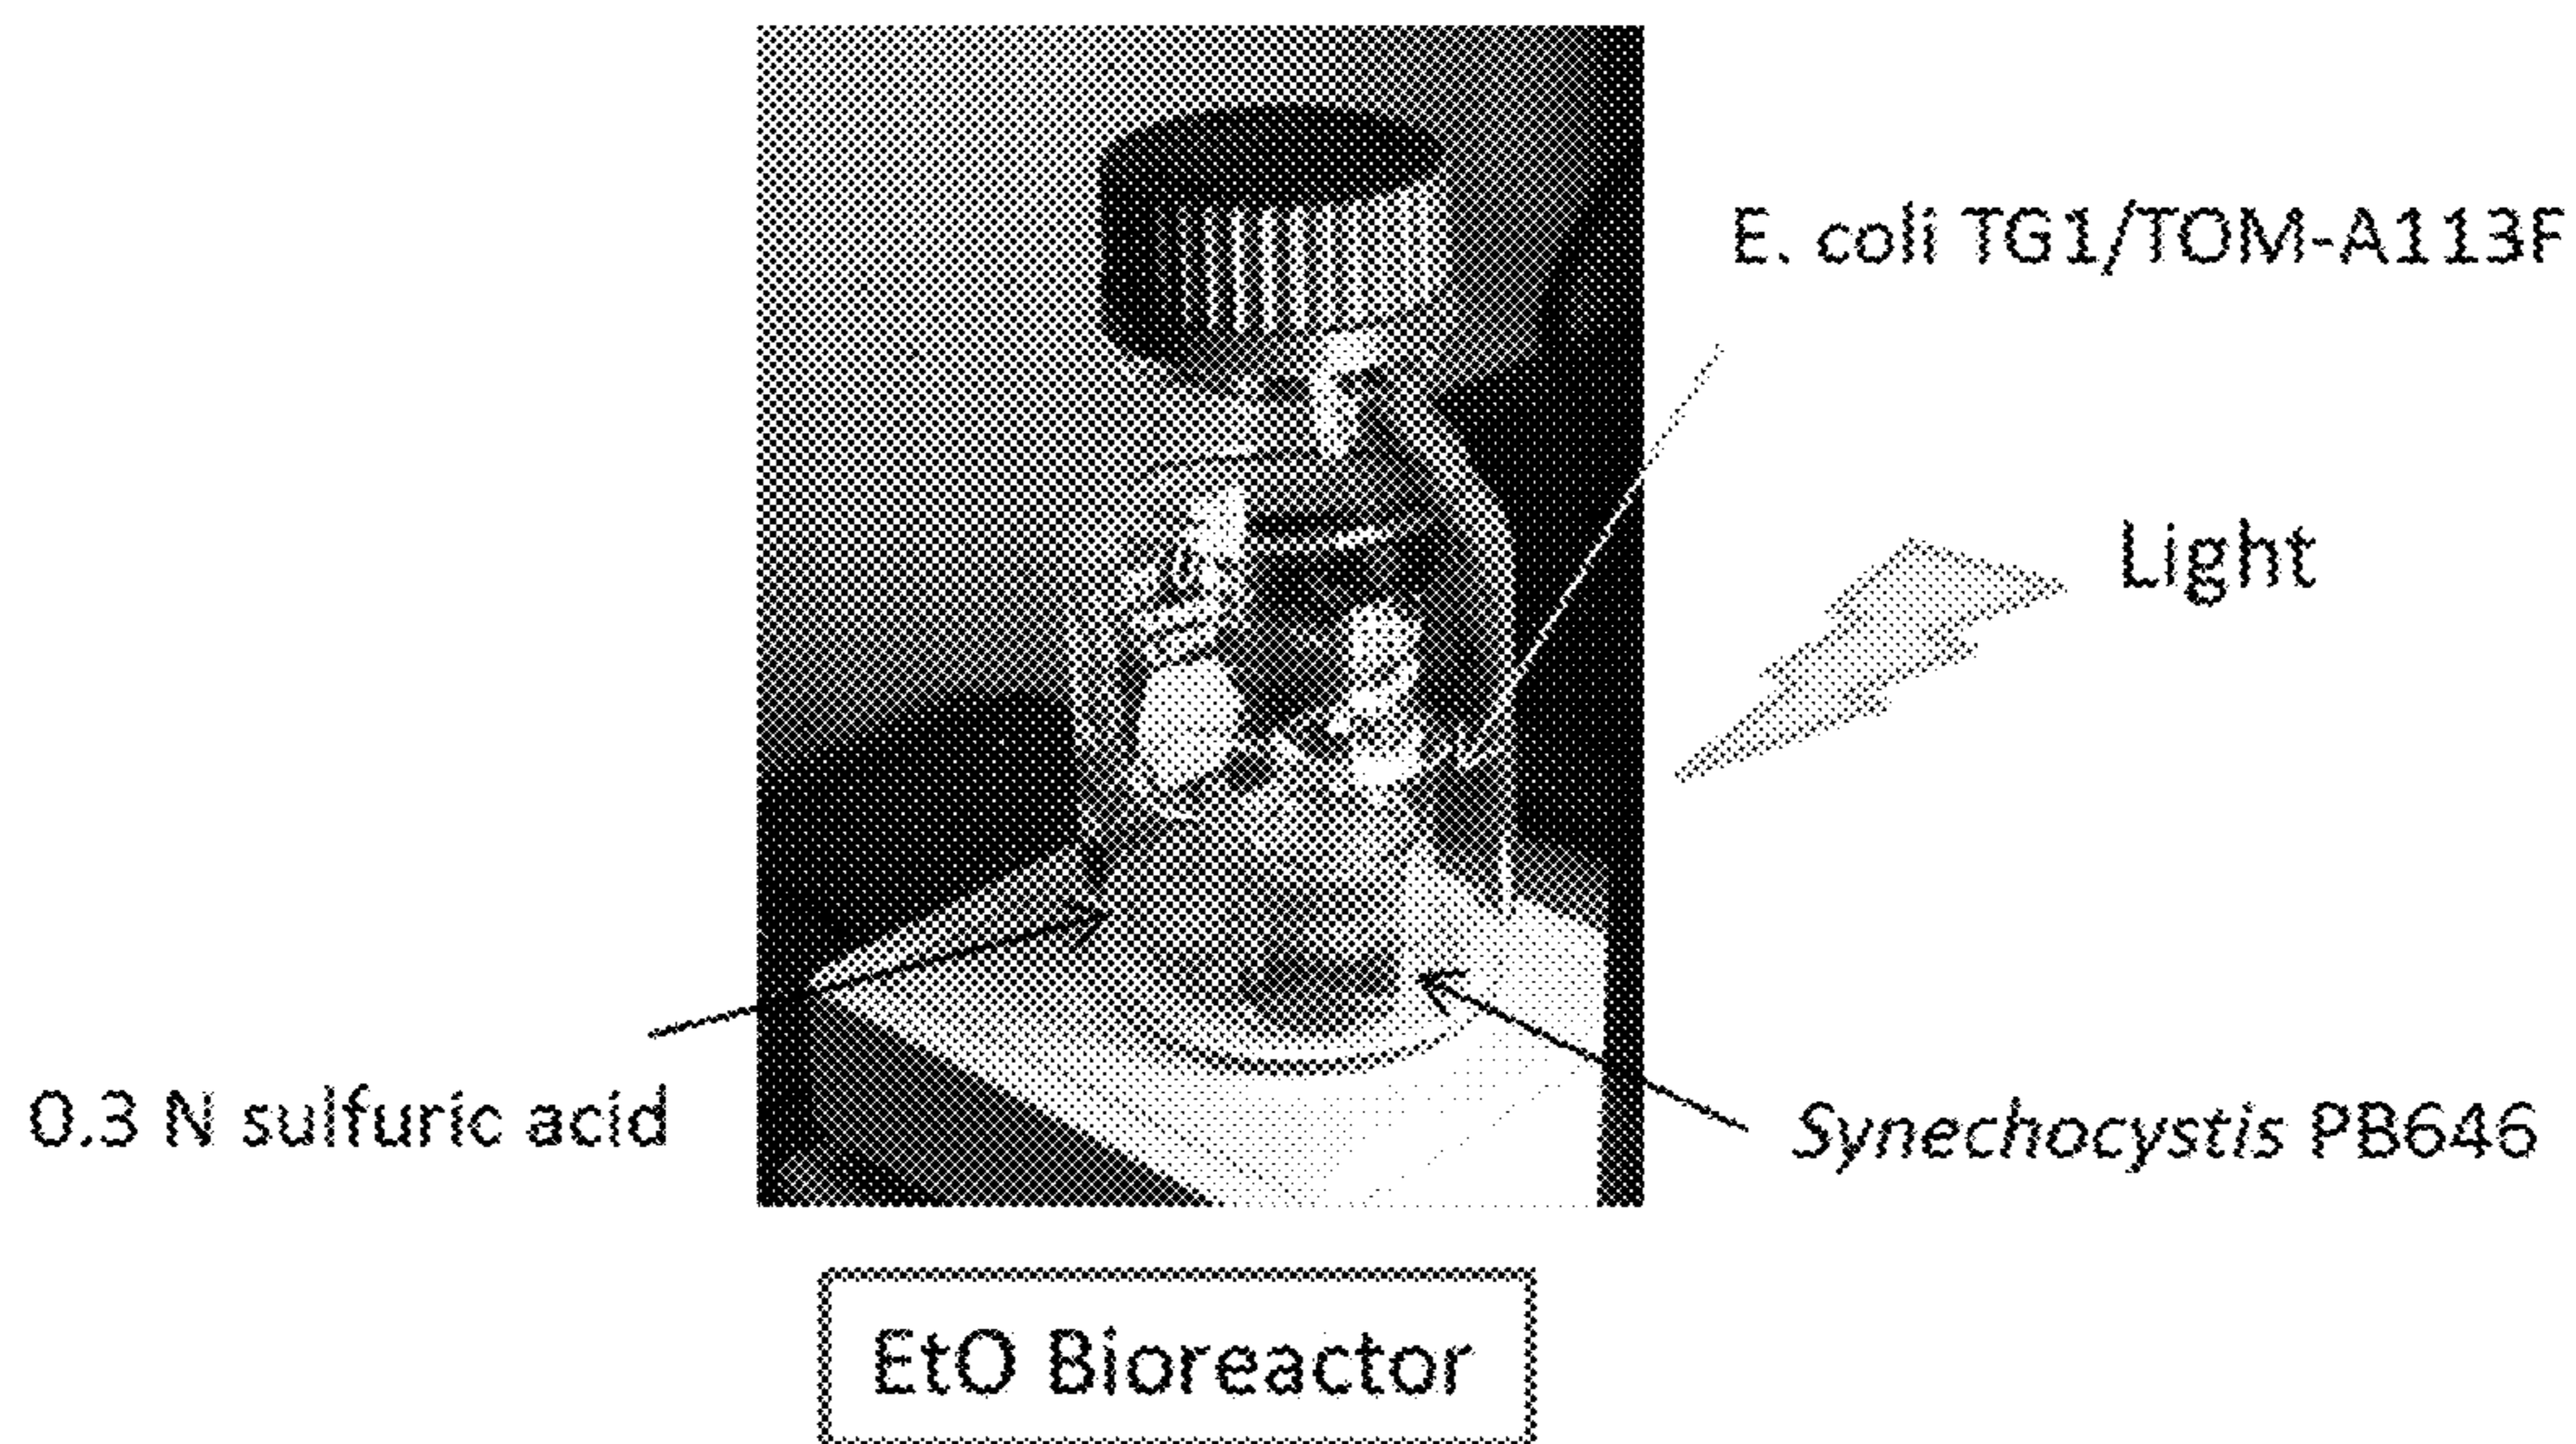 E. coli TG1/TOM-A113F
Light
0.3 N sulfuric acid
Synechocystis PB646
EtO Bioreactor